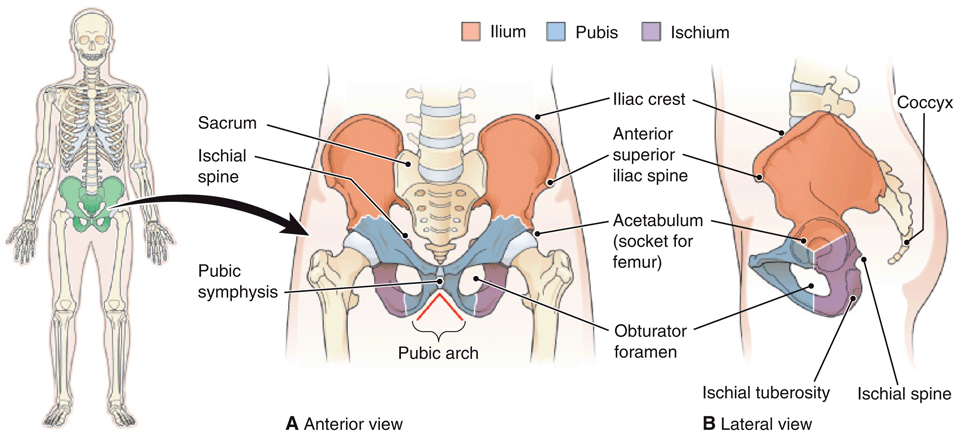 Ilium Pubis Ischium
Sacrum
Ischial
spine
Pubic
symphysis
Pubic arch
Iliac crest
Anterior
superior
iliac spine
Acetabulum
(socket for
femur)
Obturator
foramen
Coccyx
Ischial tuberosity
Ischial spine
A Anterior view
B Lateral view